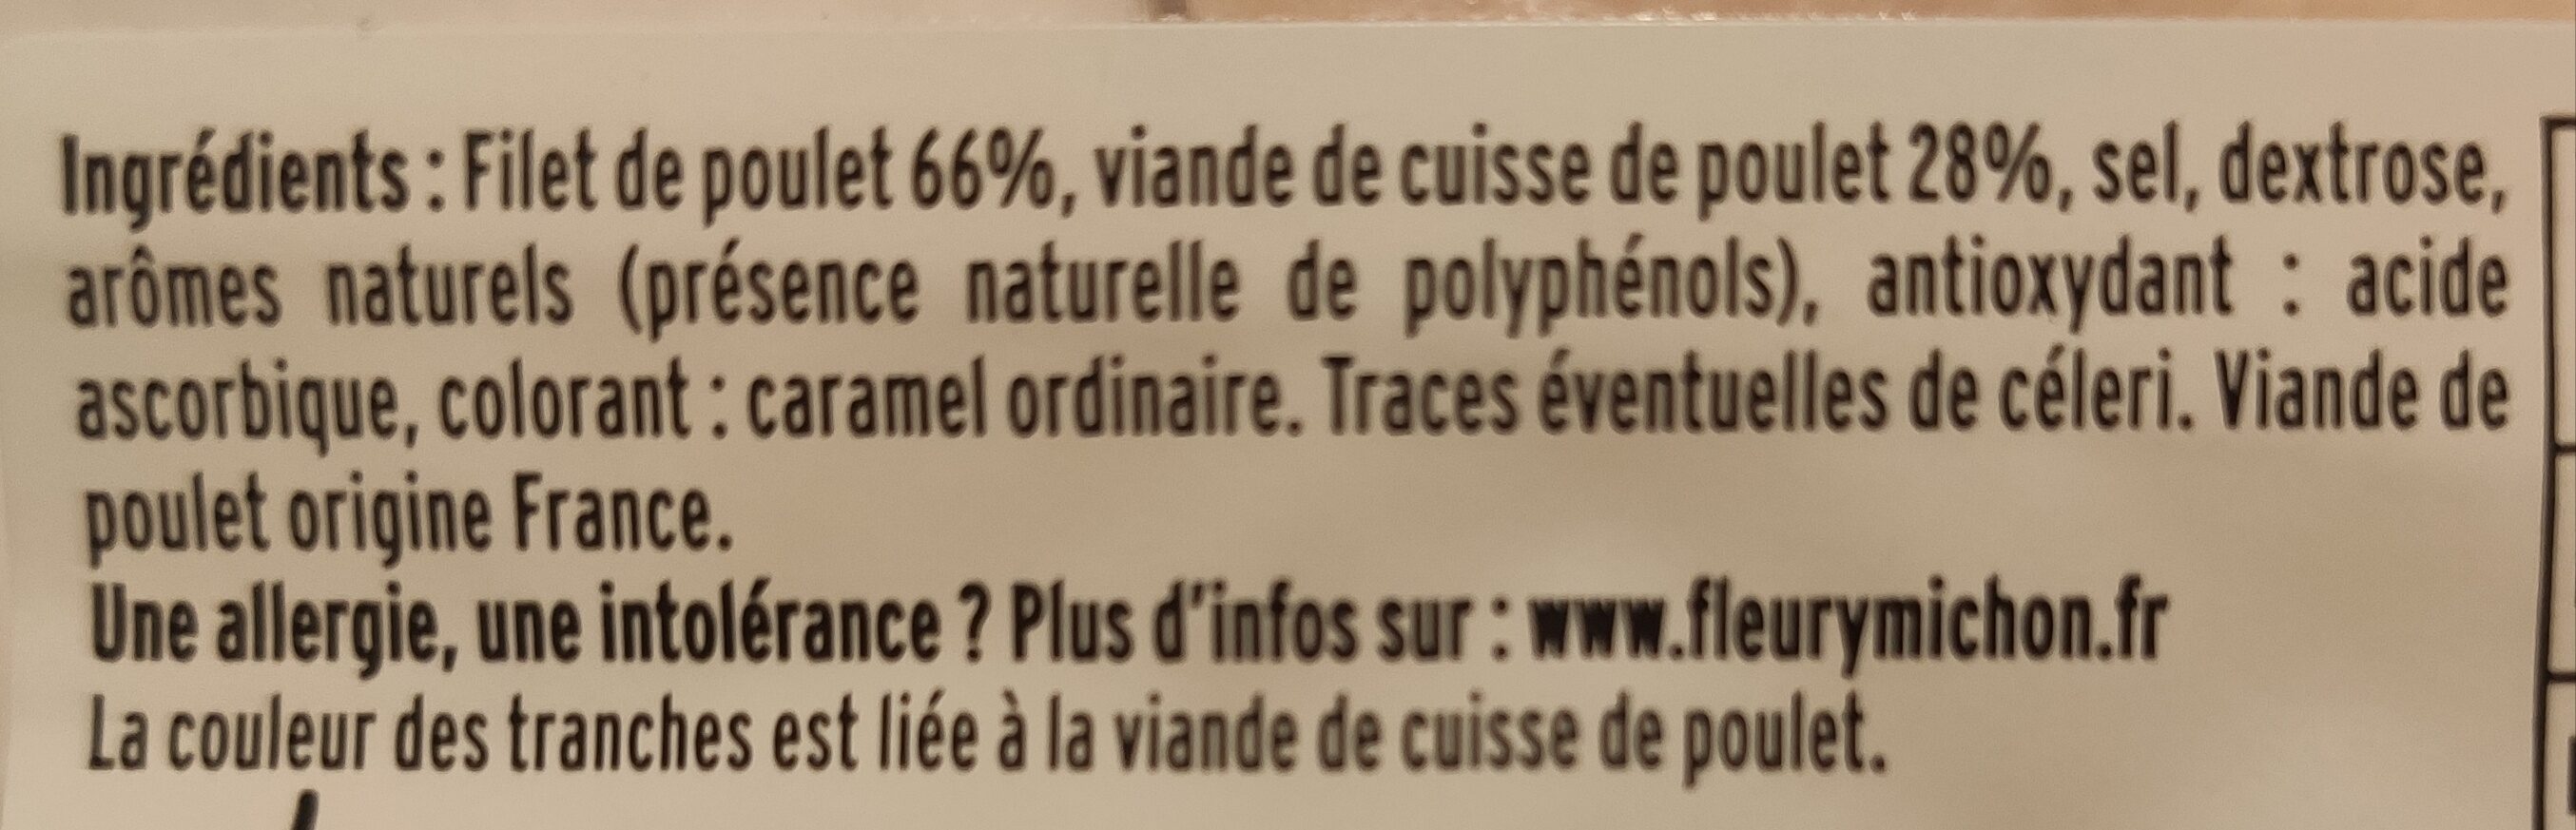 Ingrédients : Filet de poulet 66%, viande de cuisse de poulet 28%, sel, dextrose,
arômes naturels (présence naturelle de polyphénols), antioxydant : acide
ascorbique, colorant : caramel ordinaire. Traces éventuelles de céleri. Viande de
poulet origine France.
Une allergie, une intolérance ? Plus d'infos sur : www.fleurymichon.fr
La couleur des tranches est liée à la viande de cuisse de poulet.